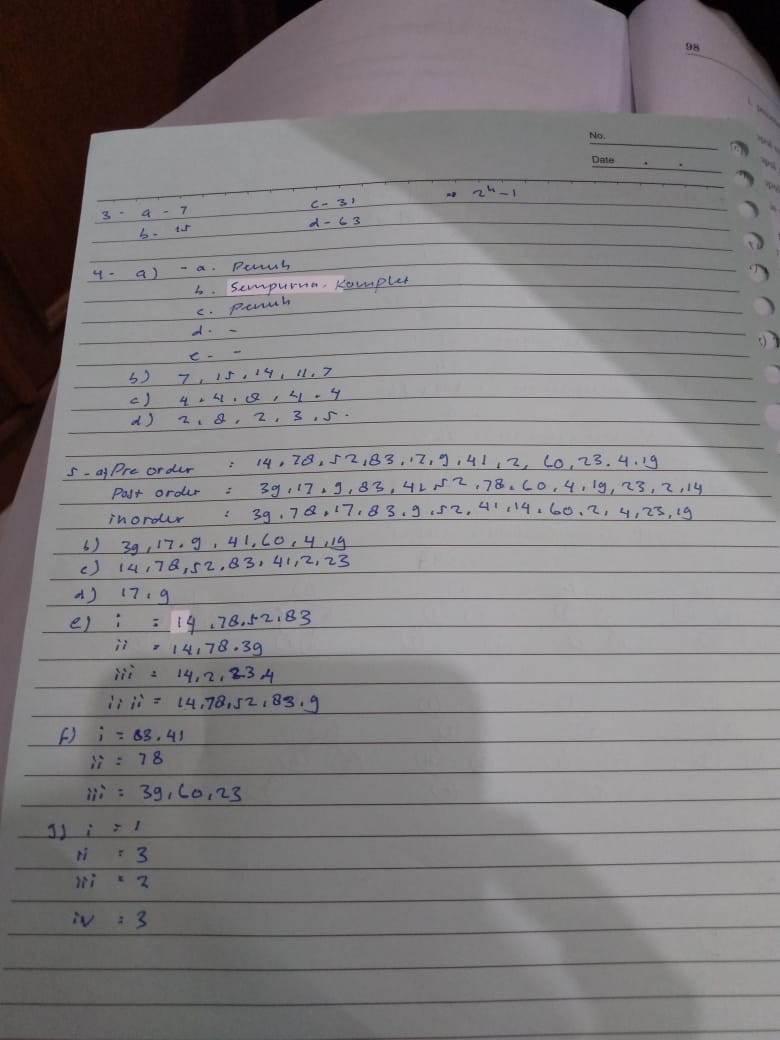 98
No.
Date . .
3 - a - 7 c - 31 => 2^h - 1
b - 15 d - 63
4 - a) - a. Penuh
b. Sempurna, Komplet
c. Penuh
d. -
e. -
b) 7, 15, 14, 11, 7
c) 4, 4, 8, 4, 4
d) 2, 8, 2, 3, 5.
5 - a) Pre order : 14, 78, 52, 83, 17, 9, 41, 2, 60, 23, 4, 19
Post order : 39, 17, 9, 83, 41, 52, 78, 60, 4, 19, 23, 2, 14
inorder : 39, 78, 17, 83, 9, 52, 41, 14, 60, 2, 4, 23, 19
b) 39, 17, 9, 41, 60, 4, 19
c) 14, 78, 52, 83, 41, 2, 23
d) 17, 9
e) i = 14, 78, 52, 83
ii = 14, 78, 39
iii = 14, 2, 23 4
iiii = 14, 78, 52, 83, 9
f) i = 83, 41
ii = 78
iii = 39, 60, 23
g) i = 1
ii = 3
iii = 2
iv = 3